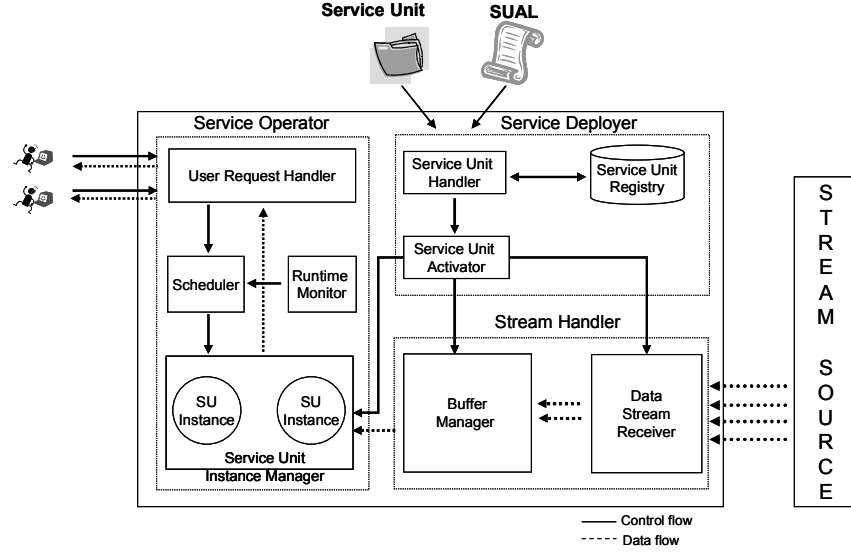 Service Unit
SUAL
Service Operator
Service Deployer
User Request Handler
Service Unit
Handler
Service Unit
Registry
Service Unit
Activator
Scheduler
Runtime
Monitor
Stream Handler
SU
Instance
SU
Instance
Service Unit
Instance Manager
Buffer
Manager
Data
Stream
Receiver
STREAM SOURCE
Control flow
Data flow